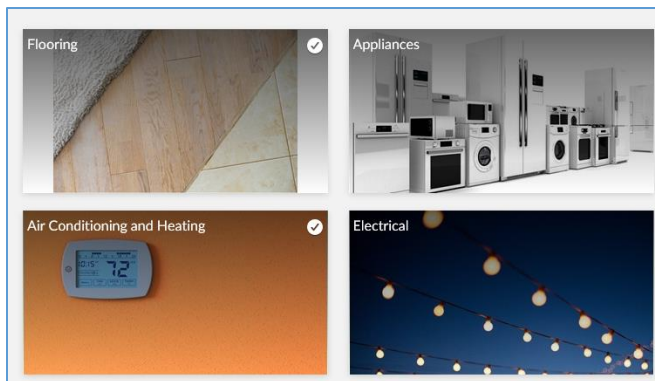 Flooring
Appliances
Air Conditioning and Heating
72
Electrical